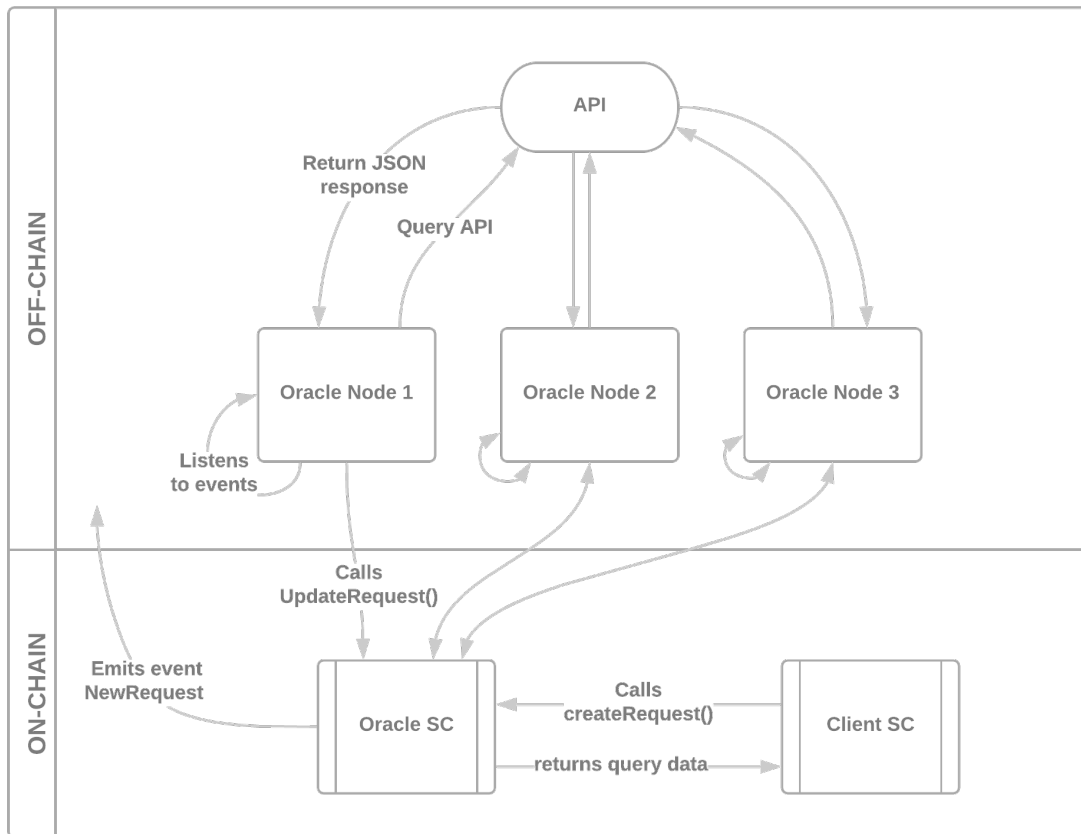 OFF-CHAIN
API
Return JSON
response
Query API
Oracle Node 1
Oracle Node 2
Oracle Node 3
Listens
to events
ON-CHAIN
Calls
UpdateRequest()
Emits event
NewRequest
Oracle SC
Calls
createRequest()
returns query data
Client SC